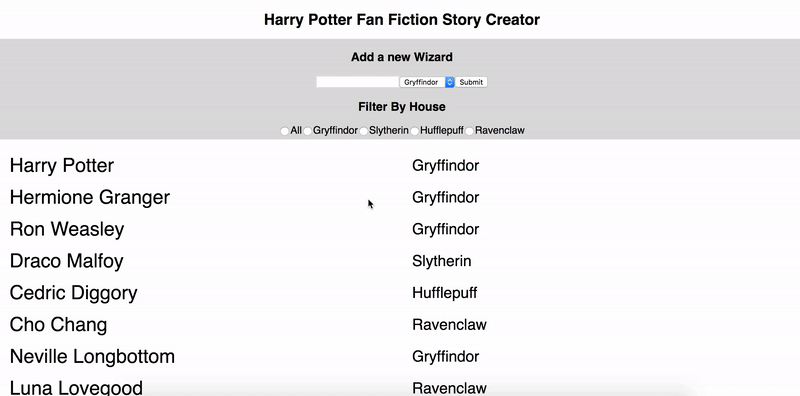 Harry Potter Fan Fiction Story Creator
Add a new Wizard
Gryffindor Submit
Filter By House
All Gryffindor Slytherin Hufflepuff Ravenclaw
Harry Potter Gryffindor
Hermione Granger Gryffindor
Ron Weasley Gryffindor
Draco Malfoy Slytherin
Cedric Diggory Hufflepuff
Cho Chang Ravenclaw
Neville Longbottom Gryffindor
Luna Lovegood Ravenclaw